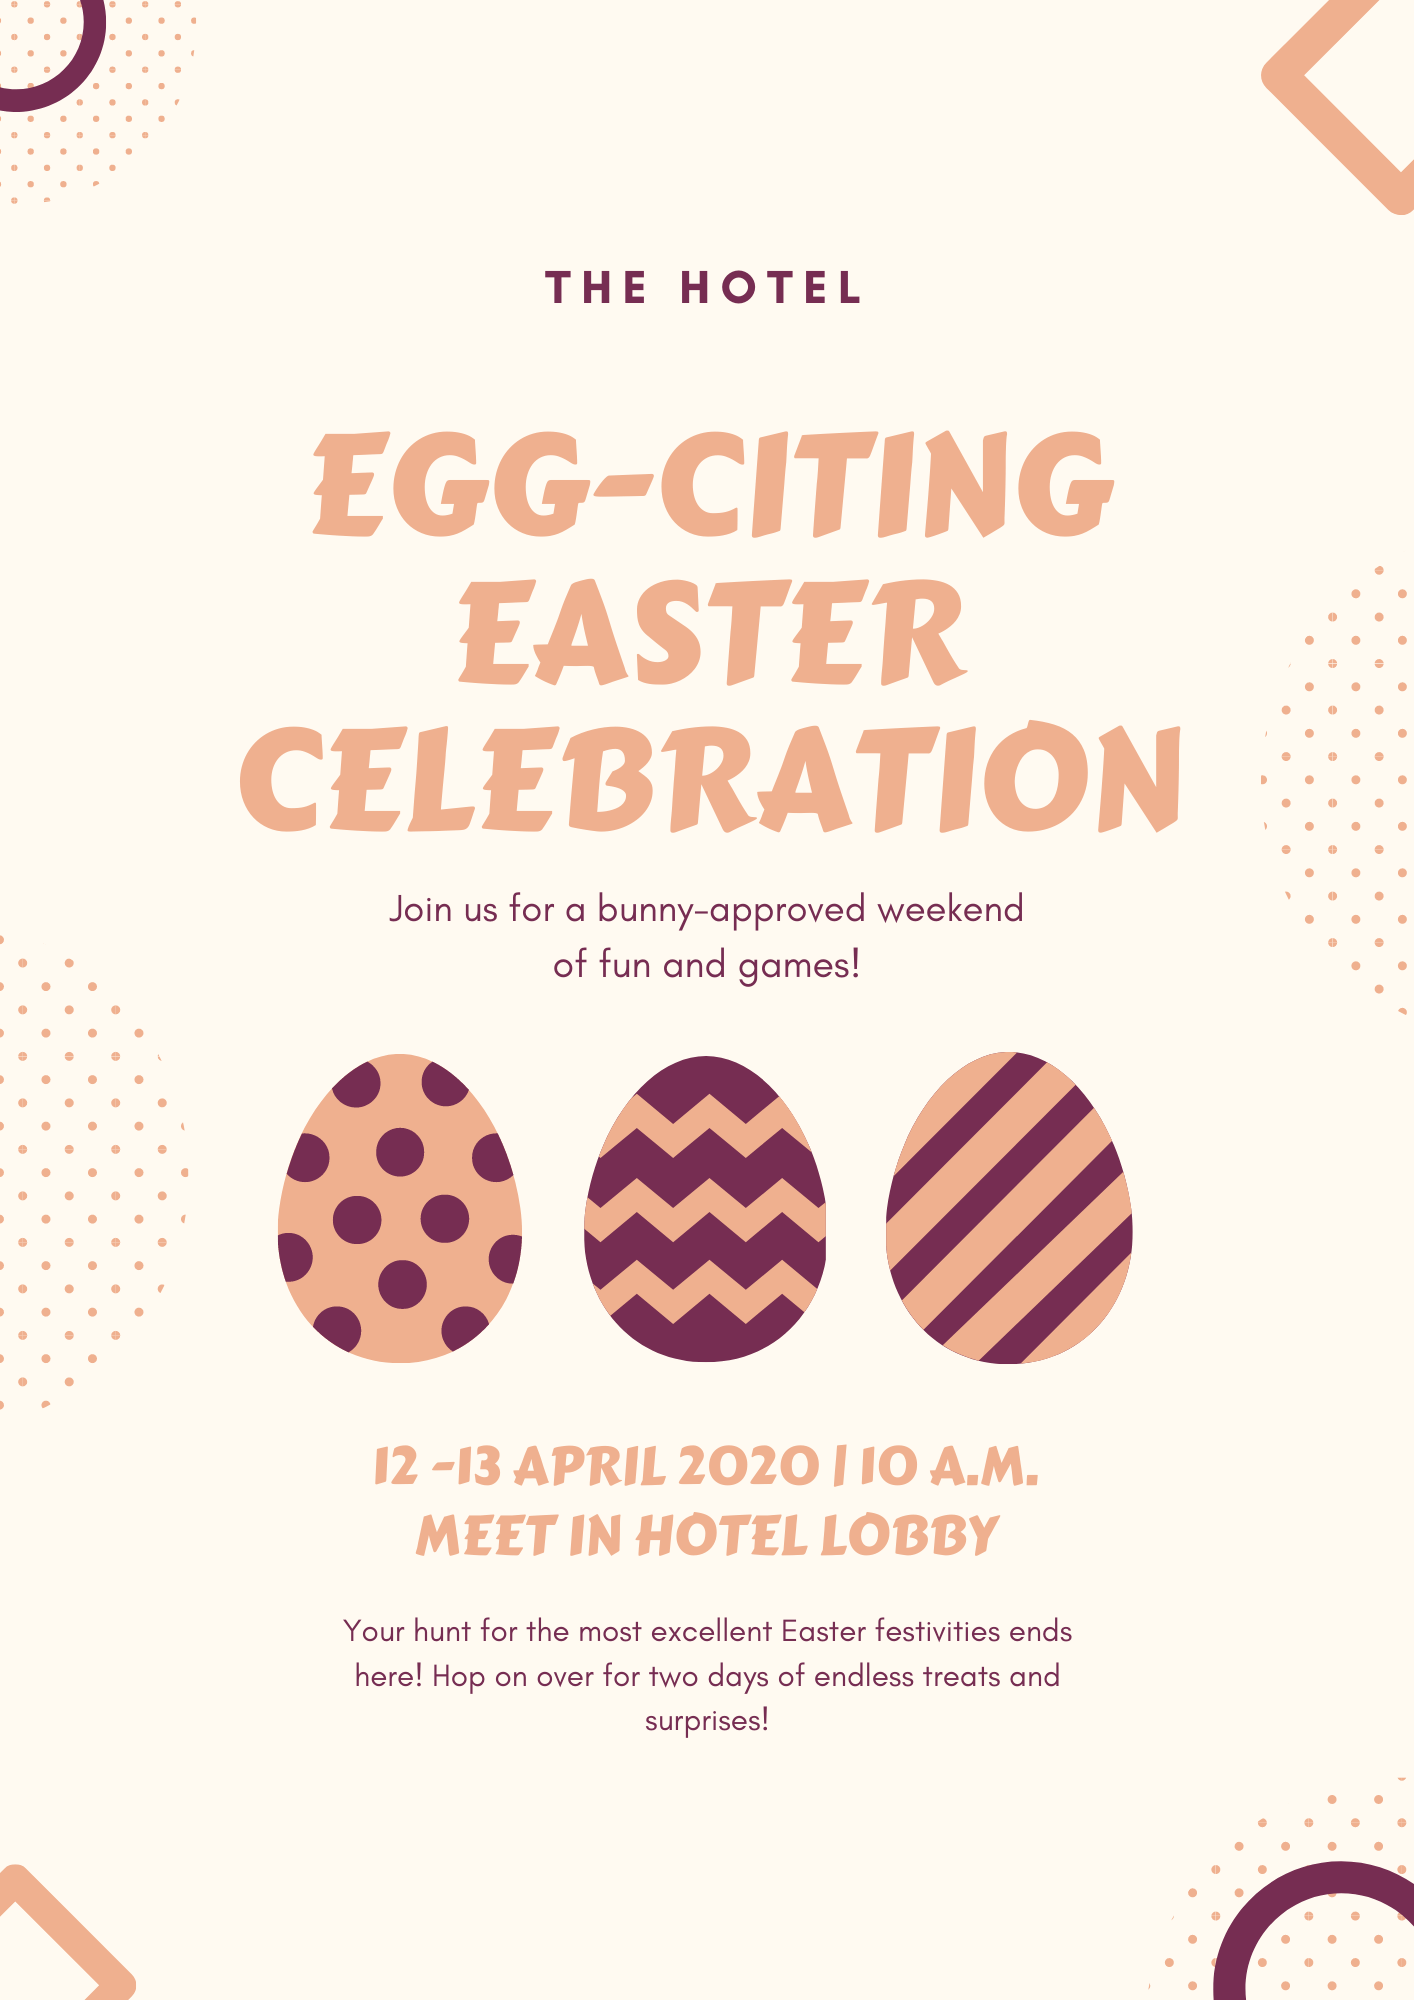 THE HOTEL
EGG-CITING
EASTER
CELEBRATION
Join us for a bunny-approved weekend
of fun and games!
12 -13 APRIL 2020 | 10 A.M.
MEET IN HOTEL LOBBY
Your hunt for the most excellent Easter festivities ends
here! Hop on over for two days of endless treats and
surprises!